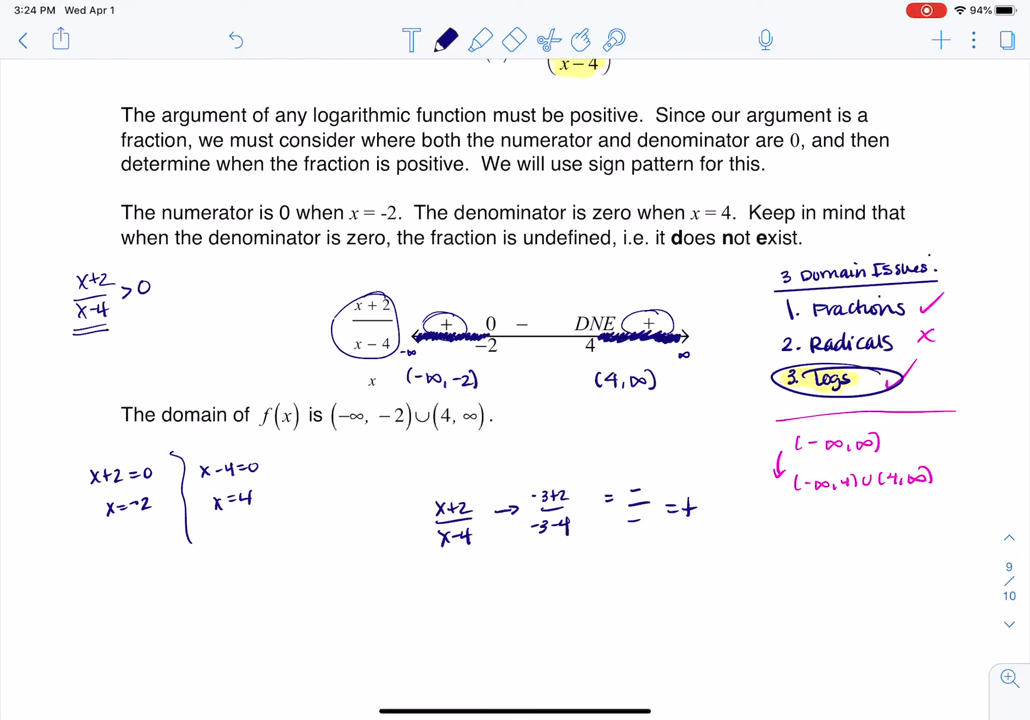 3:24 PM Wed Apr 1
94%
T
x − 4
The argument of any logarithmic function must be positive. Since our argument is a
fraction, we must consider where both the numerator and denominator are 0, and then
determine when the fraction is positive. We will use sign pattern for this.
The numerator is 0 when x = -2. The denominator is zero when x = 4. Keep in mind that
when the denominator is zero, the fraction is undefined, i.e. it does not exist.
x+2
x-4
>0
x + 2
x − 4
x
+ 0 − DNE +
-∞ −2 4 ∞
(-∞, -2) (4, ∞)
3 Domain Issues:
1. Fractions ✓
2. Radicals ✗
3. Logs ✓
The domain of f(x) is (−∞, −2)∪(4, ∞).
(-∞, ∞)
(-∞, 4) ∪ (4, ∞)
x+2=0
x=-2
x-4=0
x=4
x+2
x-4
→
-3+2
-3-4
= − / − = +
9
/
10